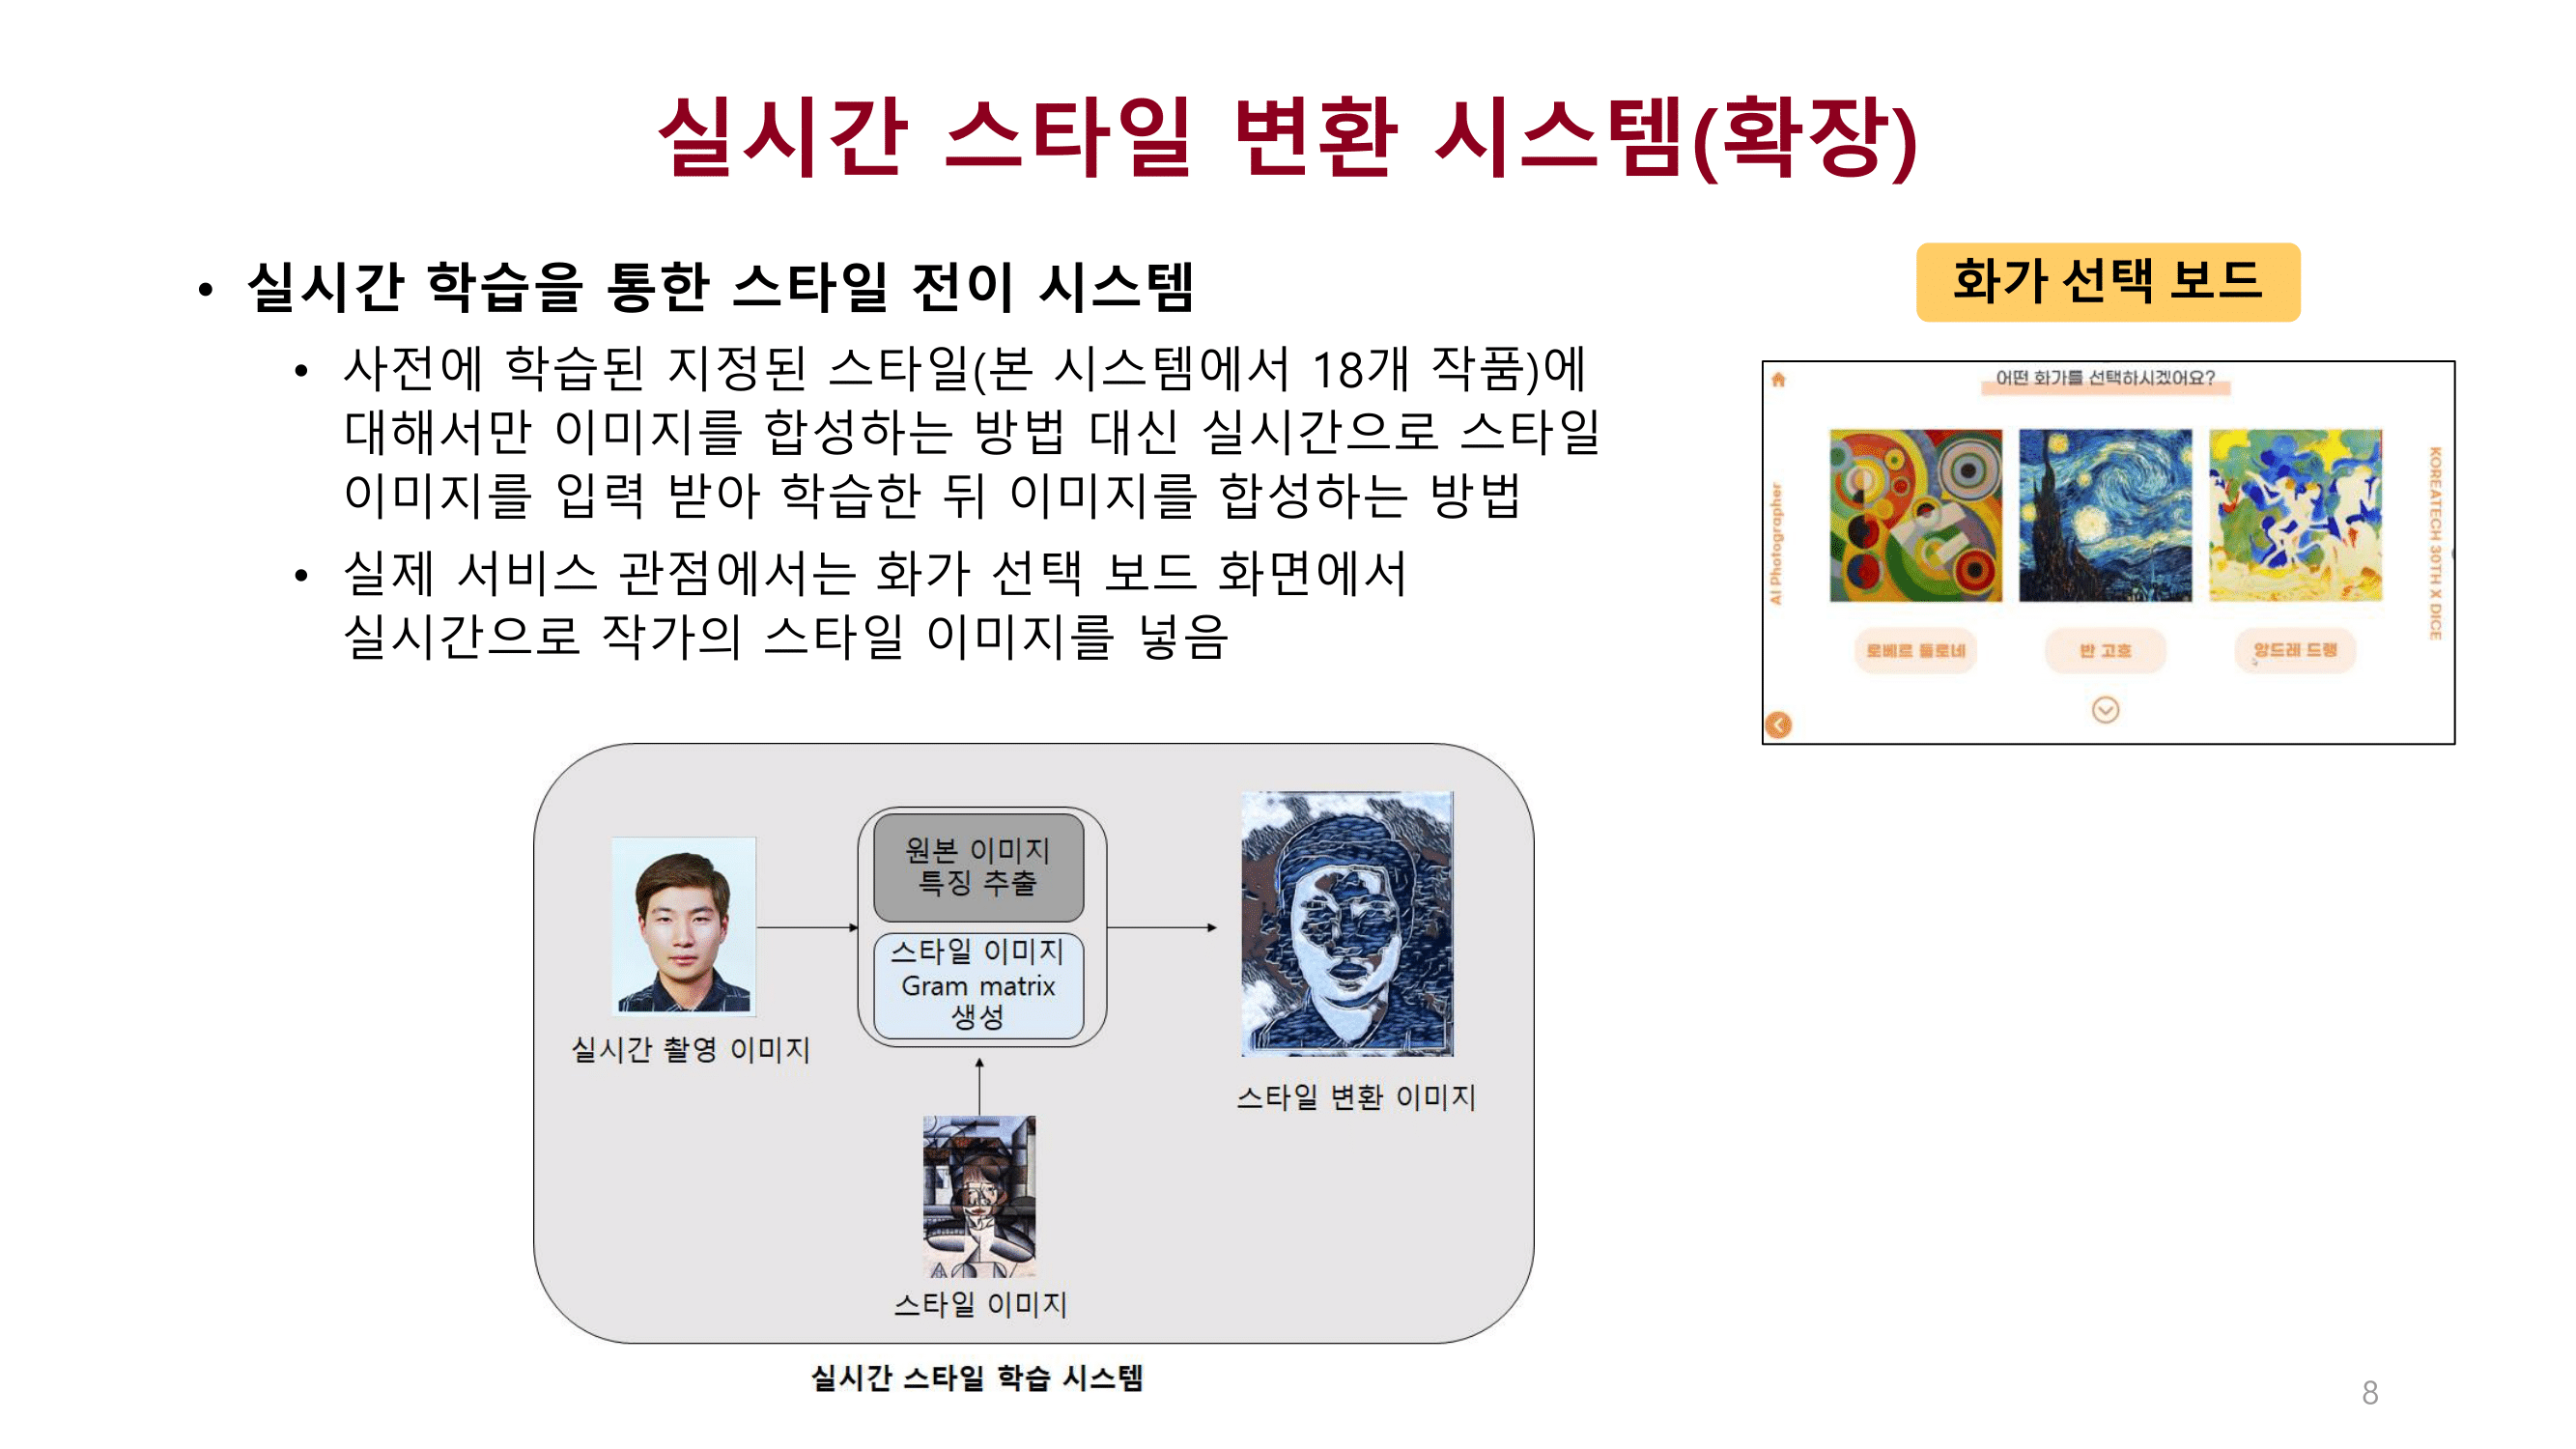 실시간 스타일 변환 시스템(확장)
• 실시간 학습을 통한 스타일 전이 시스템
• 사전에 학습된 지정된 스타일(본 시스템에서 18개 작품)에
대해서만 이미지를 합성하는 방법 대신 실시간으로 스타일
이미지를 입력 받아 학습한 뒤 이미지를 합성하는 방법
• 실제 서비스 관점에서는 화가 선택 보드 화면에서
실시간으로 작가의 스타일 이미지를 넣음
화가 선택 보드
어떤 화가를 선택하시겠어요?
AI Photographer
KOREATECH 30TH X DICE
로베르 들로네
반 고흐
앙드레 드랭
원본 이미지
특징 추출
스타일 이미지
Gram matrix
생성
실시간 촬영 이미지
스타일 변환 이미지
스타일 이미지
실시간 스타일 학습 시스템
8